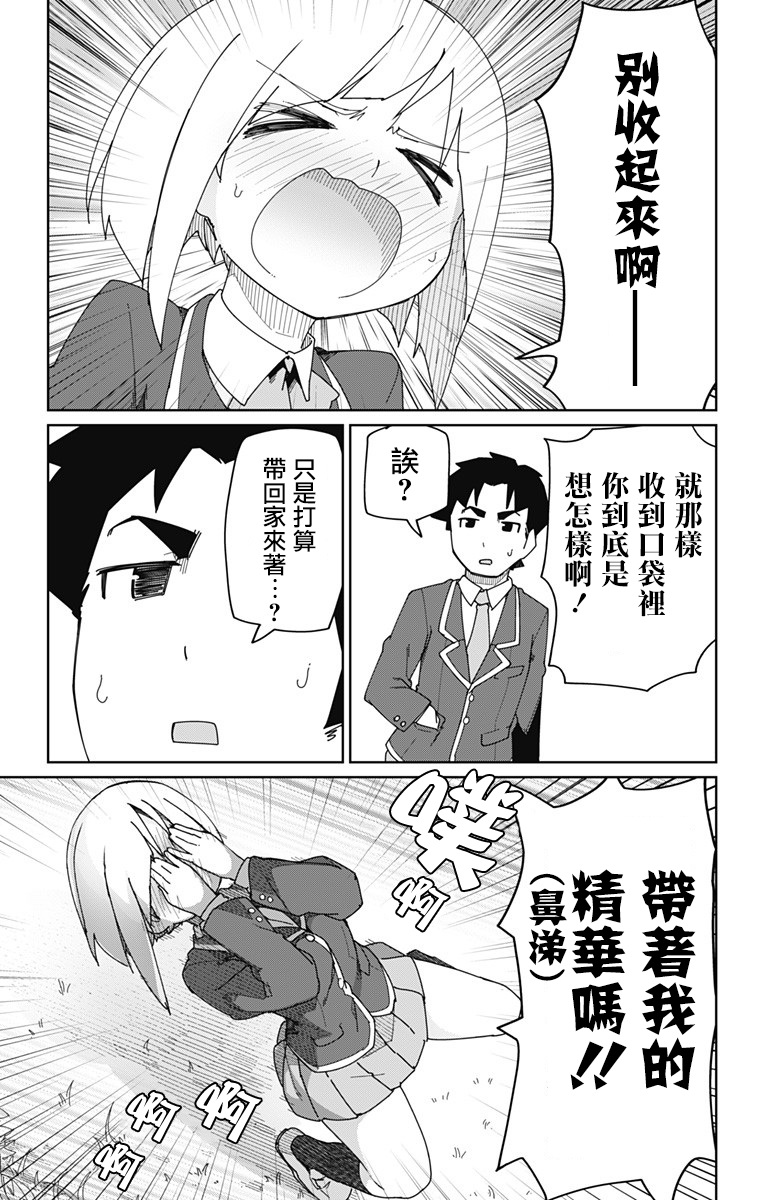 別收起來啊——
就那樣
收到口袋裡
你到底是
想怎樣啊！
誒？
只是打算
帶回家來著…？
帶著我的
精華嗎!!
(鼻涕)
噗
啊
啊
啊
啊